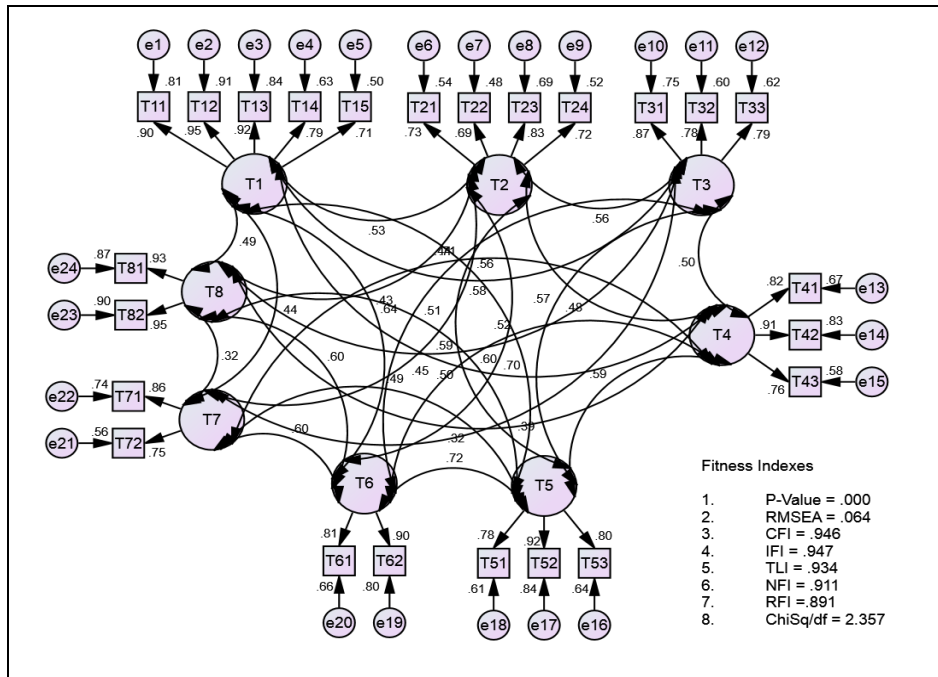 e1 e2 e3 e4 e5 e6 e7 e8 e9 e10 e11 e12
.81 .91 .84 .63 .50 .54 .48 .69 .52 .75 .60 .62
T11 T12 T13 T14 T15 T21 T22 T23 T24 T31 T32 T33
.90 .95 .92 .79 .71 .73 .69 .83 .72 .87 .78 .79
T1 T2 T3
.53 .56
.49 .56 .50
e24 .87 T81 .93
T8
e23 .90 T82 .95
.82 T41 .67 e13
T4 .91 T42 .83 e14
.76 T43 .58 e15
.44 .43 .64 .51 .58 .57 .48
.52
.32 .60 .59 .60 .70
.49 .45 .50 .59
e22 .74 T71 .86
T7
e21 .56 T72 .75
.60 .32 .39
.72
T6 T5
.81 .90 .78 .92 .80
T61 T62 T51 T52 T53
.66 .80 .61 .84 .64
e20 e19 e18 e17 e16
Fitness Indexes
1. P-Value = .000
2. RMSEA = .064
3. CFI = .946
4. IFI = .947
5. TLI = .934
6. NFI = .911
7. RFI =.891
8. ChiSq/df = 2.357